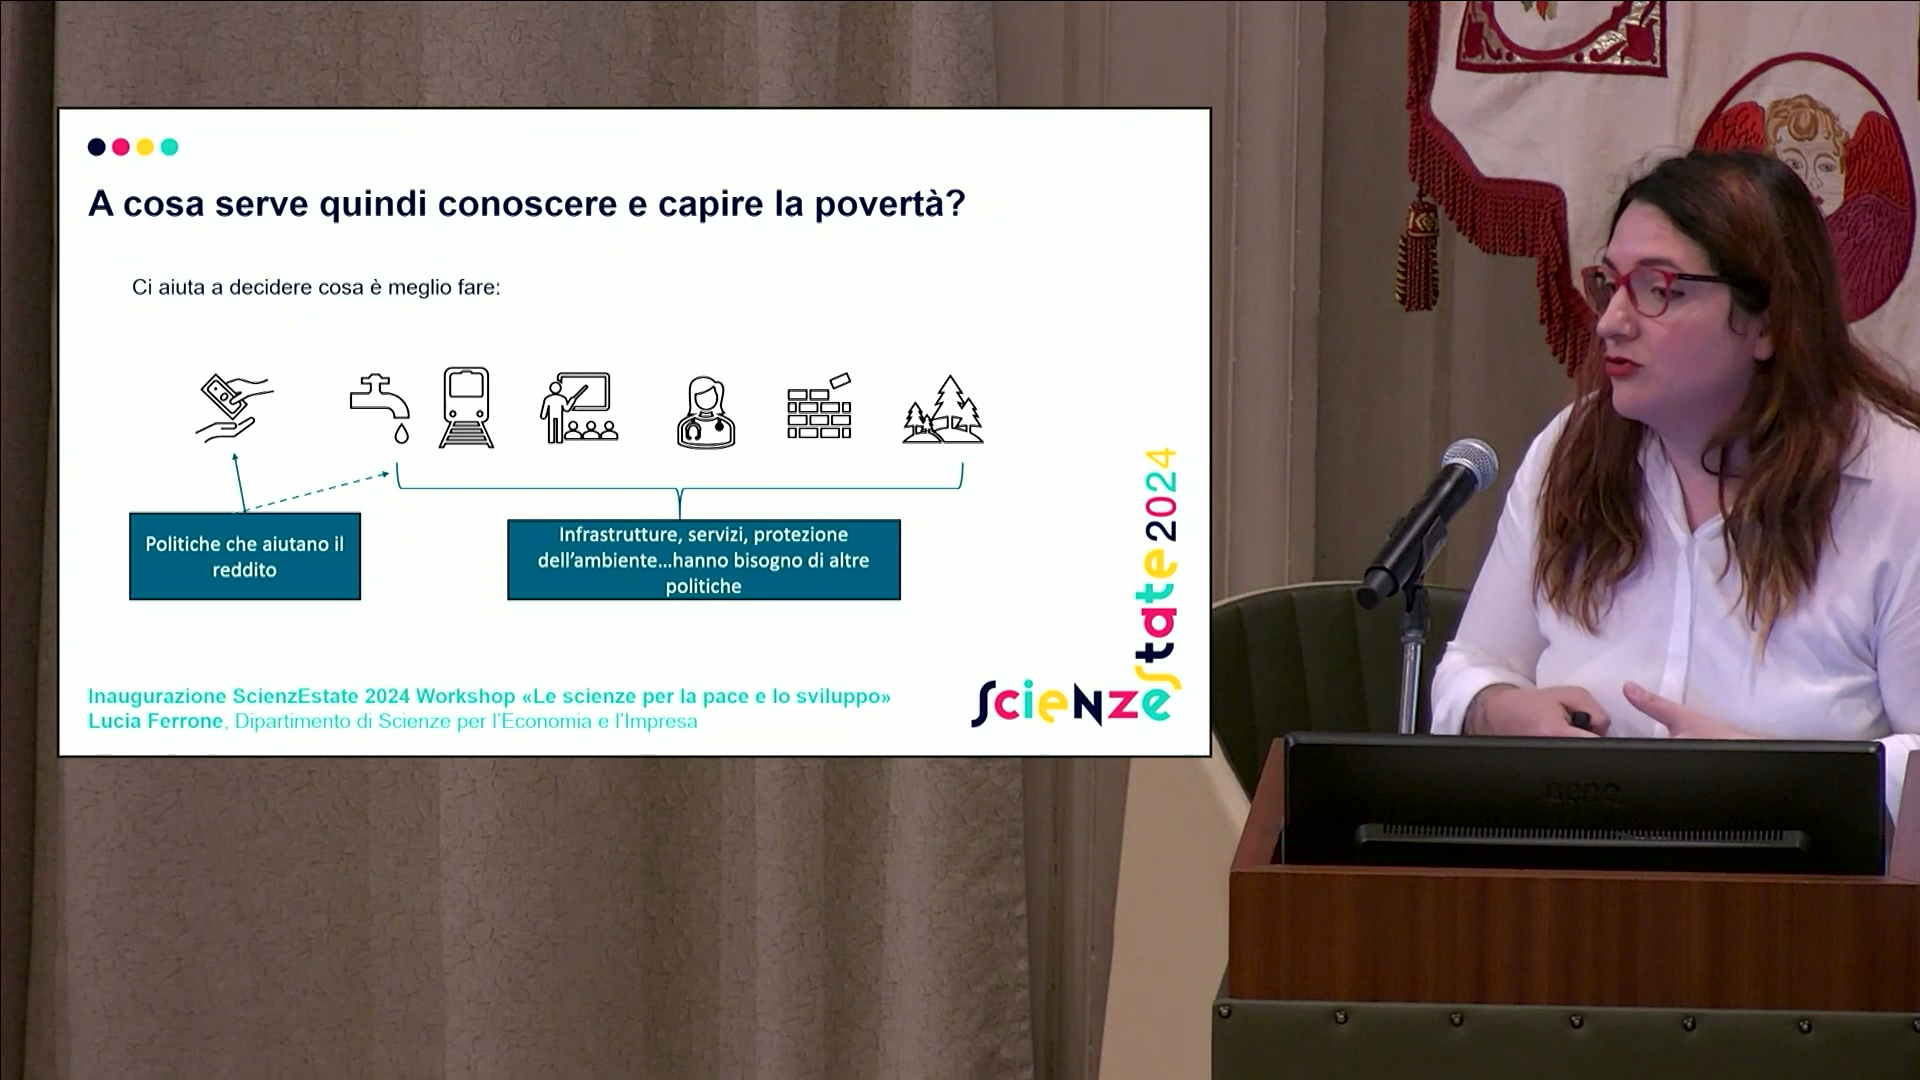 A cosa serve quindi conoscere e capire la povertà?
Ci aiuta a decidere cosa è meglio fare:
Politiche che aiutano il
reddito
Infrastrutture, servizi, protezione
dell'ambiente...hanno bisogno di altre
politiche
Inaugurazione ScienzEstate 2024 Workshop «Le scienze per la pace e lo sviluppo»
Lucia Ferrone, Dipartimento di Scienze per l'Economia e l'Impresa
ScienzEstate2024
BenQ